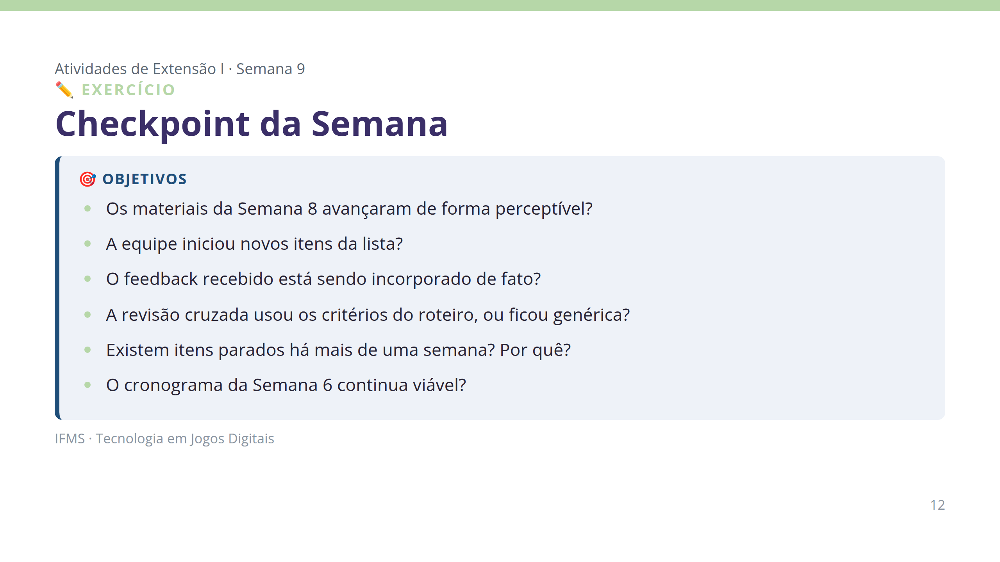 Atividades de Extensão I · Semana 9
✏️ EXERCÍCIO
Checkpoint da Semana
🎯 OBJETIVOS
• Os materiais da Semana 8 avançaram de forma perceptível?
• A equipe iniciou novos itens da lista?
• O feedback recebido está sendo incorporado de fato?
• A revisão cruzada usou os critérios do roteiro, ou ficou genérica?
• Existem itens parados há mais de uma semana? Por quê?
• O cronograma da Semana 6 continua viável?
IFMS · Tecnologia em Jogos Digitais
12